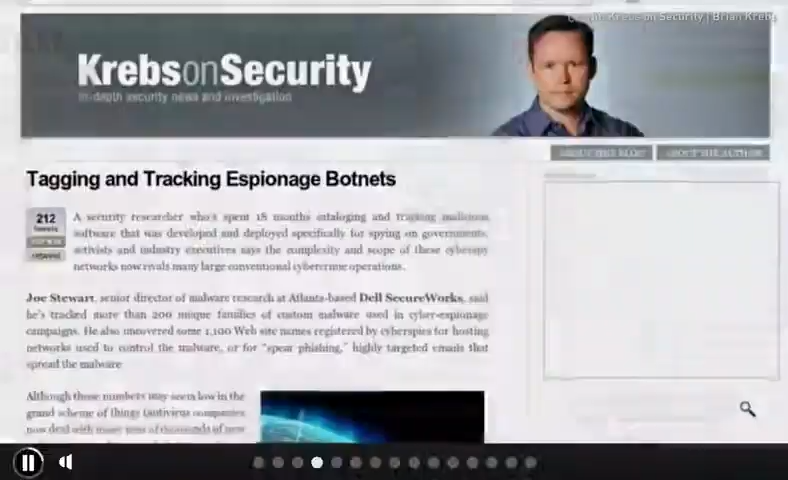 Krebs on Security | Brian Krebs
KrebsonSecurity
in-depth security news and investigation
ABOUT THIS BLOG
ABOUT THE AUTHOR
Tagging and Tracking Espionage Botnets
212
A security researcher who's spent 18 months cataloging and tracking malicious
software that was developed and deployed specifically for spying on governments,
activists and industry executives says the complexity and scope of these cyberspy
networks now rivals many large conventional cybercrime operations.
Joe Stewart, senior director of malware research at Atlanta-based Dell SecureWorks, said
he's tracked more than 200 unique families of custom malware used in cyber-espionage
campaigns. He also uncovered some 1,100 Web site names registered by cyberspies for hosting
networks used to control the malware, or for "spear phishing," highly targeted emails that
spread the malware
Although those numbers may seem low in the
grand scheme of things (antivirus companies
now deal with many tens of thousands of new